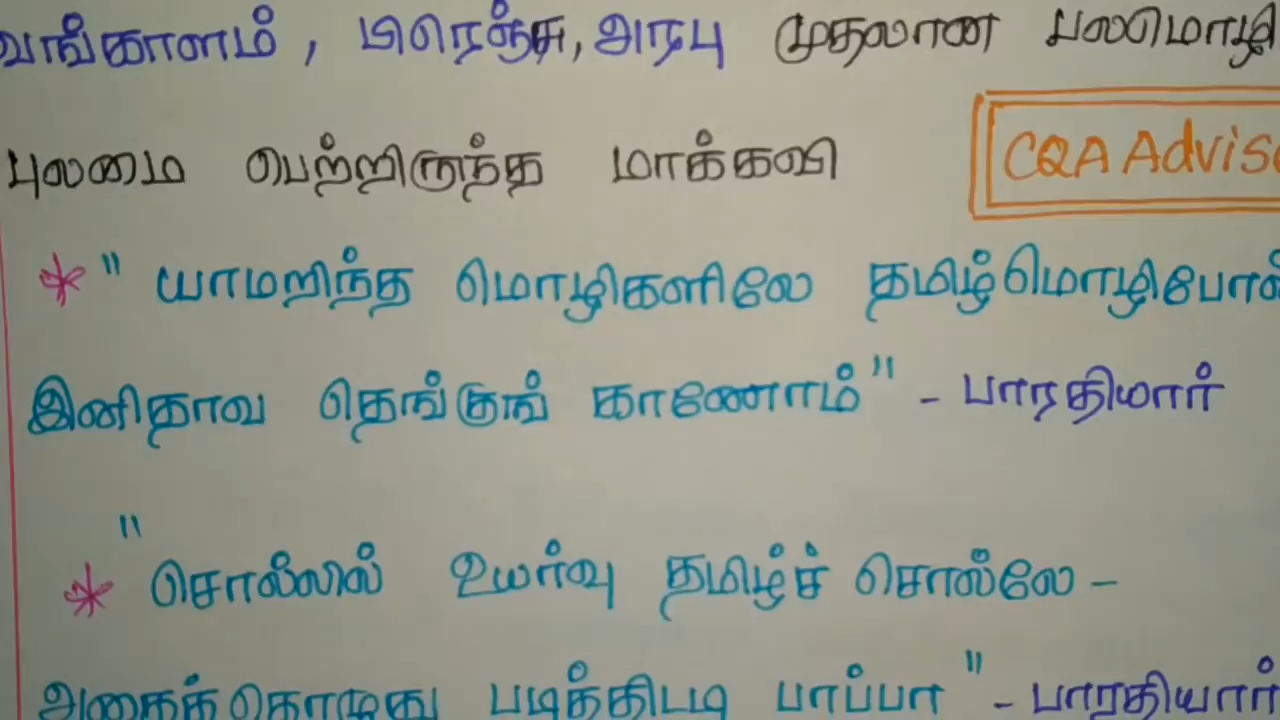 வங்காளம், பிரெஞ்சு, அரபு முதலான பலமொழி
புலமை பெற்றிருந்த மாக்கவி
CQA Advis
* " யாமறிந்த மொழிகளிலே தமிழ்மொழிபோல்
இனிதாவ தெங்குங் காணோம்" - பாரதியார்
* "சொல்லில் உயர்வு தமிழ்ச் சொல்லே -
அதைத் தொழுது படித்திடடி பாப்பா" - பாரதியார்